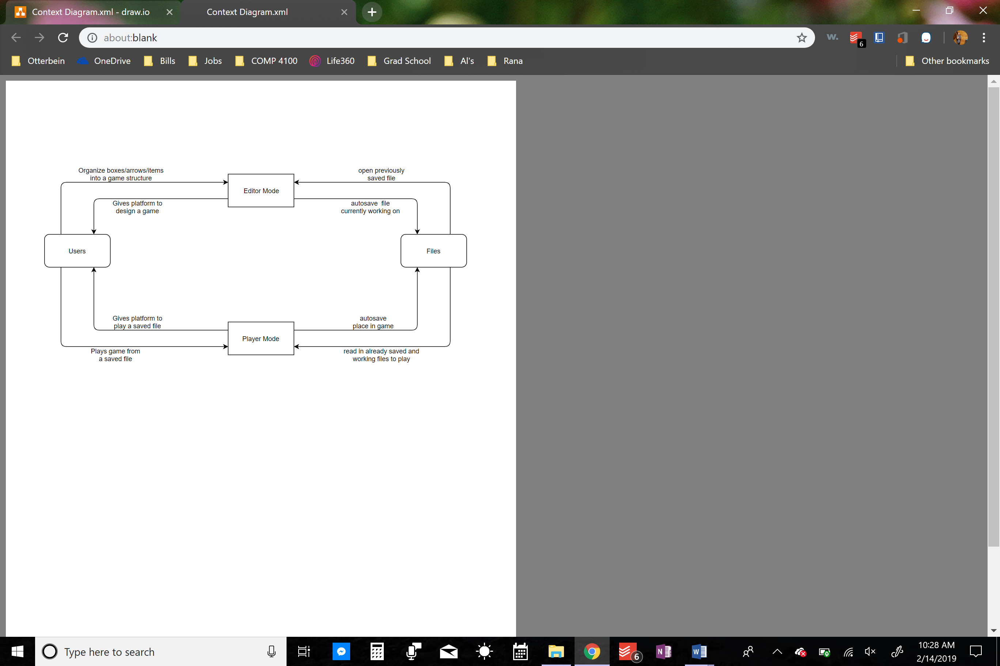 Context Diagram.xml - draw.io
Context Diagram.xml
about:blank
W.
6
Otterbein
OneDrive
Bills
Jobs
COMP 4100
Life360
Grad School
Al's
Rana
Other bookmarks
Organize boxes/arrows/items
into a game structure
open previously
saved file
Editor Mode
Gives platform to
design a game
autosave  file
currently working on
Users
Files
Gives platform to
play a saved file
autosave
place in game
Player Mode
Plays game from
a saved file
read in already saved and
working files to play
Type here to search
6
N
W
10:28 AM
2/14/2019